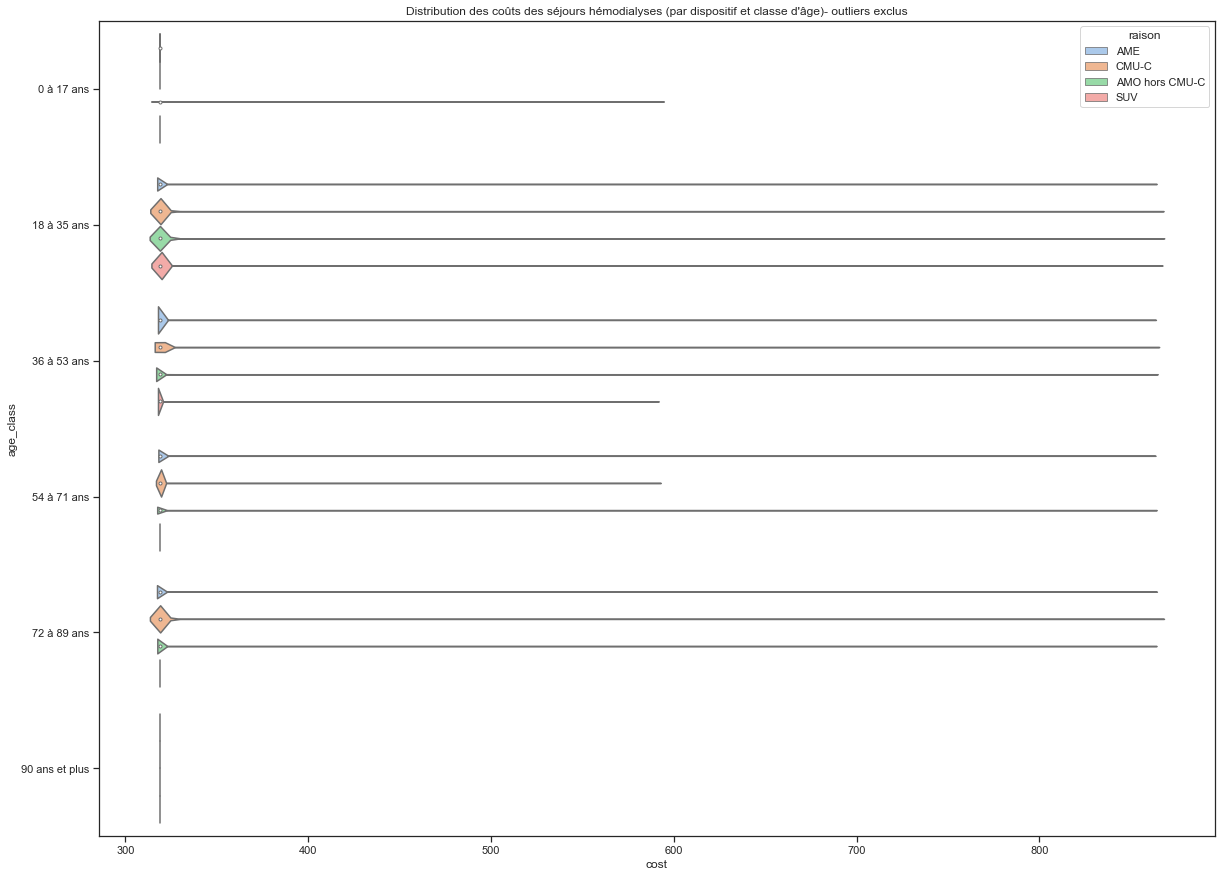 Distribution des coûts des séjours hémodialyses (par dispositif et classe d'âge)- outliers exclus
raison
AME
CMU-C
AMO hors CMU-C
SUV
age_class
0 à 17 ans
18 à 35 ans
36 à 53 ans
54 à 71 ans
72 à 89 ans
90 ans et plus
300
400
500
600
700
800
cost